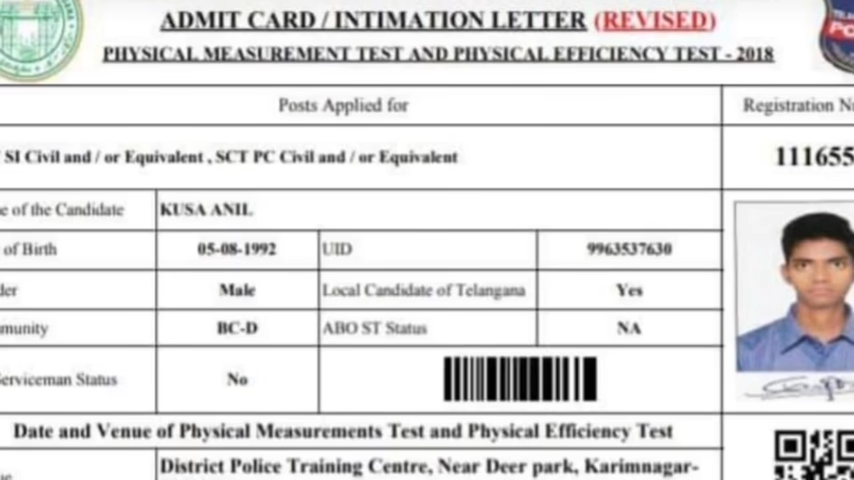 ADMIT CARD / INTIMATION LETTER (REVISED)
PHYSICAL MEASUREMENT TEST AND PHYSICAL EFFICIENCY TEST - 2018
Posts Applied for
Registration Nu
SI Civil and / or Equivalent , SCT PC Civil and / or Equivalent
111655
e of the Candidate KUSA ANIL
of Birth 05-08-1992 UID 9963537630
der Male Local Candidate of Telangana Yes
munity BC-D ABO ST Status NA
erviceman Status No
Date and Venue of Physical Measurements Test and Physical Efficiency Test
District Police Training Centre, Near Deer park, Karimnagar-